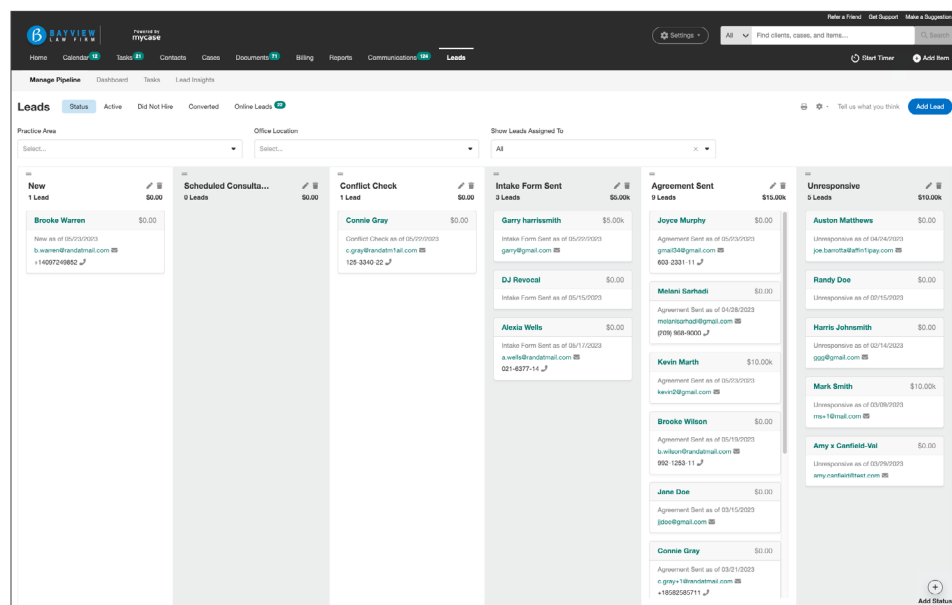 Refer a Friend Get Support Make a Suggestion
B BAYVIEW LAW FIRM
Powered by mycase
Settings
All Find clients, cases, and items... Search
Home Calendar 12 Tasks 21 Contacts Cases Documents 71 Billing Reports Communications 124 Leads
Start Timer Add Item
Manage Pipeline Dashboard Tasks Lead Insights
Leads Status Active Did Not Hire Converted Online Leads 22
Tell us what you think Add Lead
Practice Area Office Location Show Leads Assigned To
Select... Select... All
New
1 Lead $0.00
Brooke Warren $0.00
New as of 05/23/2023
b.warren@randatmail.com
+14097249852
Scheduled Consulta...
0 Leads $0.00
Conflict Check
1 Lead $0.00
Connie Gray $0.00
Conflict Check as of 05/22/2023
c.gray@randatm1ail.com
125-3340-22
Intake Form Sent
3 Leads $5.00k
Garry harrissmith $5.00k
Intake Form Sent as of 05/22/2023
garry@gmail.com
DJ Revocal $0.00
Intake Form Sent as of 05/15/2023
Alexia Wells $0.00
Intake Form Sent as of 05/17/2023
a.wells@randatmail.com
021-6377-14
Agreement Sent
9 Leads $15.00k
Joyce Murphy $0.00
Agreement Sent as of 05/23/2023
gmail34@gmail.com
603-2331-11
Melani Sarhadi $0.00
Agreement Sent as of 04/28/2023
melanisarhadi@gmail.com
(209) 968-9000
Kevin Marth $10.00k
Agreement Sent as of 05/23/2023
kevin2@gmail.com
Brooke Wilson $0.00
Agreement Sent as of 05/19/2023
b.wilson@randatmail.com
992-1253-11
Jane Doe $0.00
Agreement Sent as of 03/15/2023
jjdoe@gmail.com
Connie Gray $0.00
Agreement Sent as of 03/21/2023
c.gray+1@randatmail.com
+18582585711
Unresponsive
5 Leads $10.00k
Auston Matthews $0.00
Unresponsive as of 04/24/2023
joe.barrotta@affin1ipay.com
Randy Doe $0.00
Unresponsive as of 02/15/2023
Harris Johnsmith $0.00
Unresponsive as of 02/14/2023
ggg@gmail.com
Mark Smith $10.00k
Unresponsive as of 03/09/2023
ms+1@mail.com
Amy x Canfield-Val $0.00
Unresponsive as of 03/29/2023
amy.canfield@test.com
Add Status